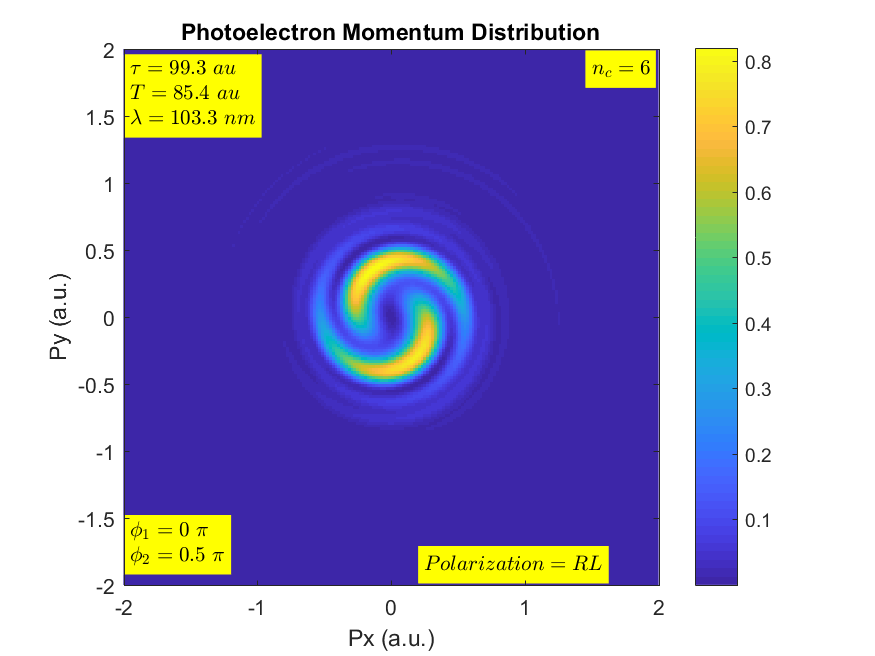 Photoelectron Momentum Distribution
τ = 99.3 au
T = 85.4 au
λ = 103.3 nm
n_c = 6
ϕ_1 = 0 π
ϕ_2 = 0.5 π
Polarization = RL
2
1.5
1
0.5
0
-0.5
-1
-1.5
-2
Py (a.u.)
-2
-1
0
1
2
Px (a.u.)
0.8
0.7
0.6
0.5
0.4
0.3
0.2
0.1